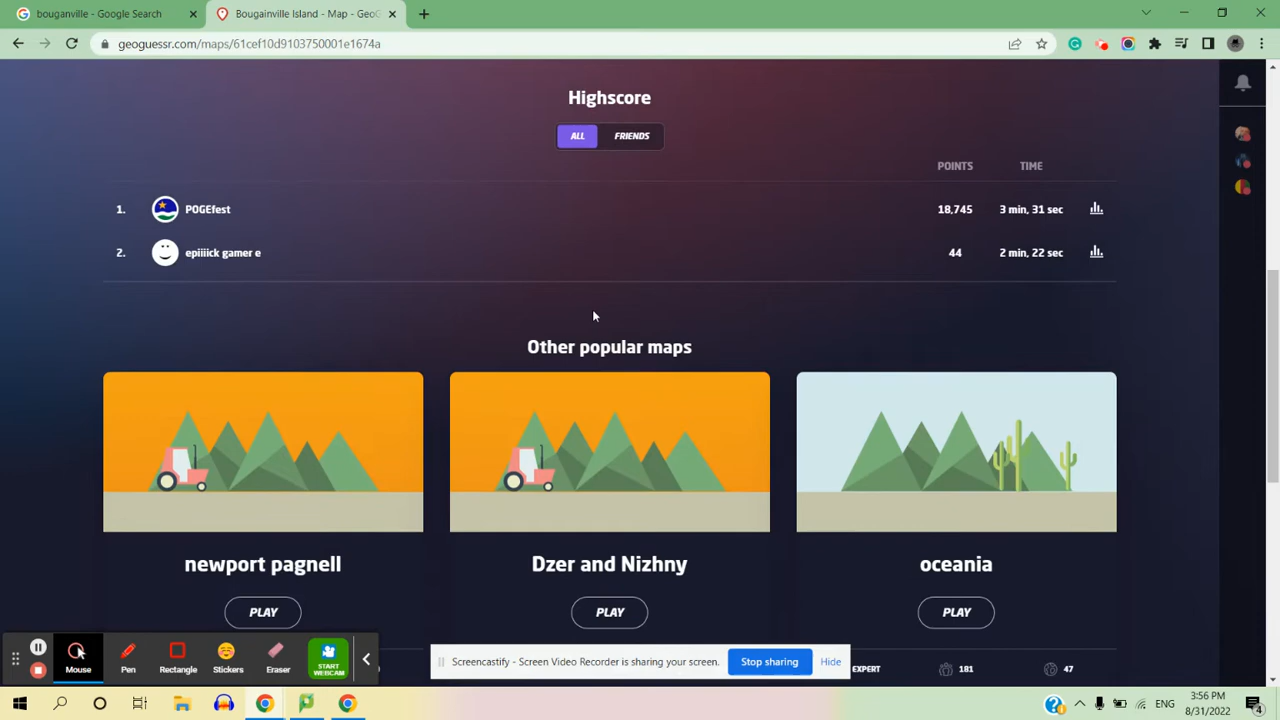 bouganville - Google Search
Bougainville Island - Map - GeoG
geoguessr.com/maps/61cef10d9103750001e1674a
Highscore
ALL FRIENDS
POINTS TIME
1. POGEfest 18,745 3 min, 31 sec
2. epiiiick gamer e 44 2 min, 22 sec
Other popular maps
newport pagnell Dzer and Nizhny oceania
PLAY PLAY PLAY
EXPERT 181 47
Mouse Pen Rectangle Stickers Eraser START WEBCAM
Screencastify - Screen Video Recorder is sharing your screen. Stop sharing Hide
ENG
3:56 PM
8/31/2022
4